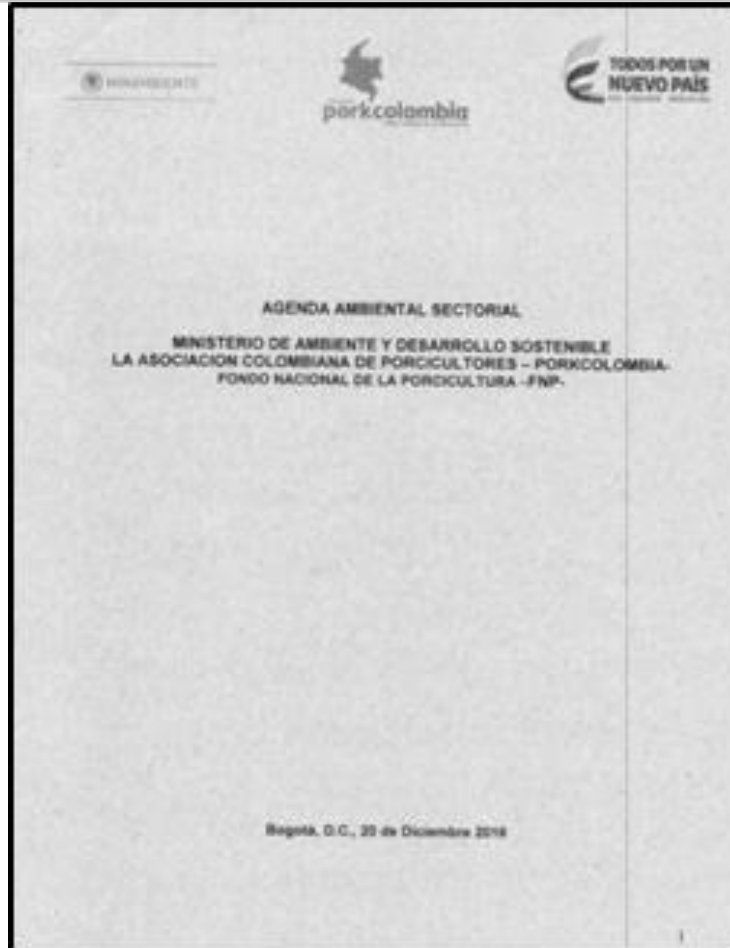 MINAMBIENTE
porkcolombia
TODOS POR UN
NUEVO PAÍS
AGENDA AMBIENTAL SECTORIAL
MINISTERIO DE AMBIENTE Y DESARROLLO SOSTENIBLE
LA ASOCIACION COLOMBIANA DE PORCICULTORES – PORKCOLOMBIA-
FONDO NACIONAL DE LA PORCICULTURA -FNP-
Bogotá, D.C., 20 de Diciembre 2016
1